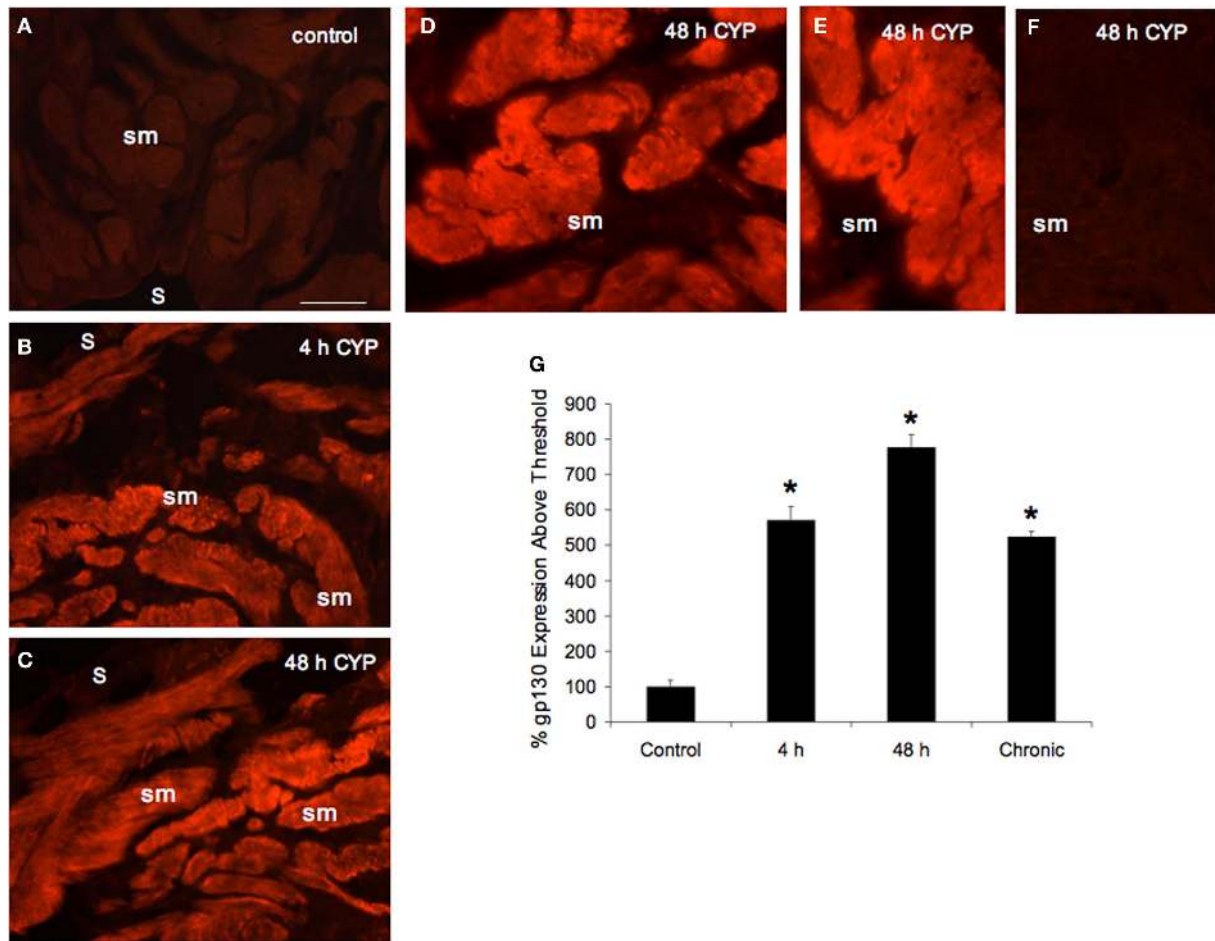 A
control
sm
S
B
S
4 h CYP
sm
sm
C
S
48 h CYP
sm
sm
D
48 h CYP
sm
E
48 h CYP
sm
F
48 h CYP
sm
G
% gp130 Expression Above Threshold
900
800
700
600
500
400
300
200
100
0
*
*
*
Control
4 h
48 h
Chronic